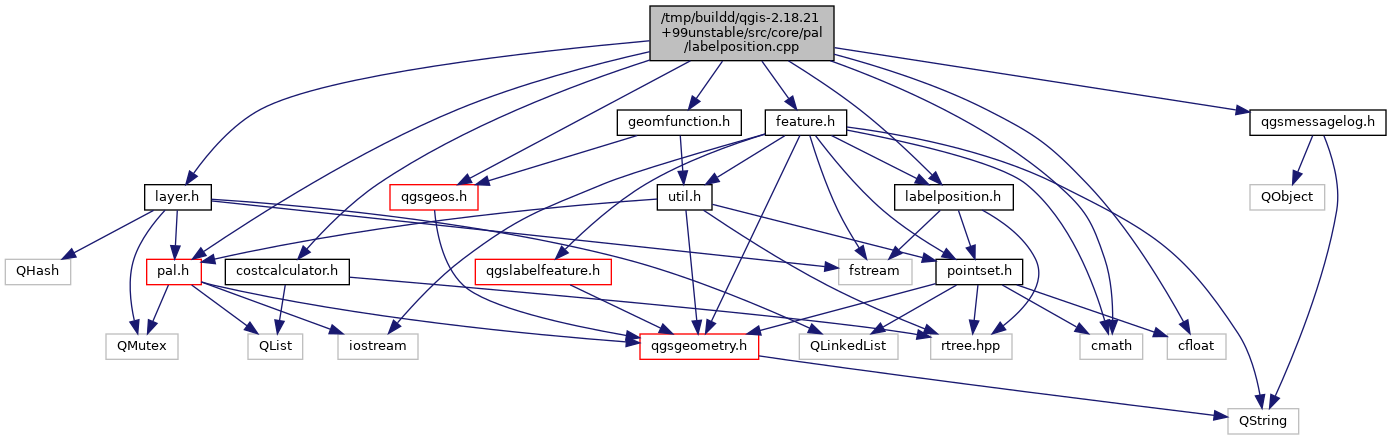 /tmp/buildd/qgis-2.18.21
+99unstable/src/core/pal
/labelposition.cpp
geomfunction.h
feature.h
qgsmessagelog.h
layer.h
qgsgeos.h
util.h
labelposition.h
QObject
QHash
pal.h
costcalculator.h
qgslabelfeature.h
fstream
pointset.h
QMutex
QList
iostream
qgsgeometry.h
QLinkedList
rtree.hpp
cmath
cfloat
QString